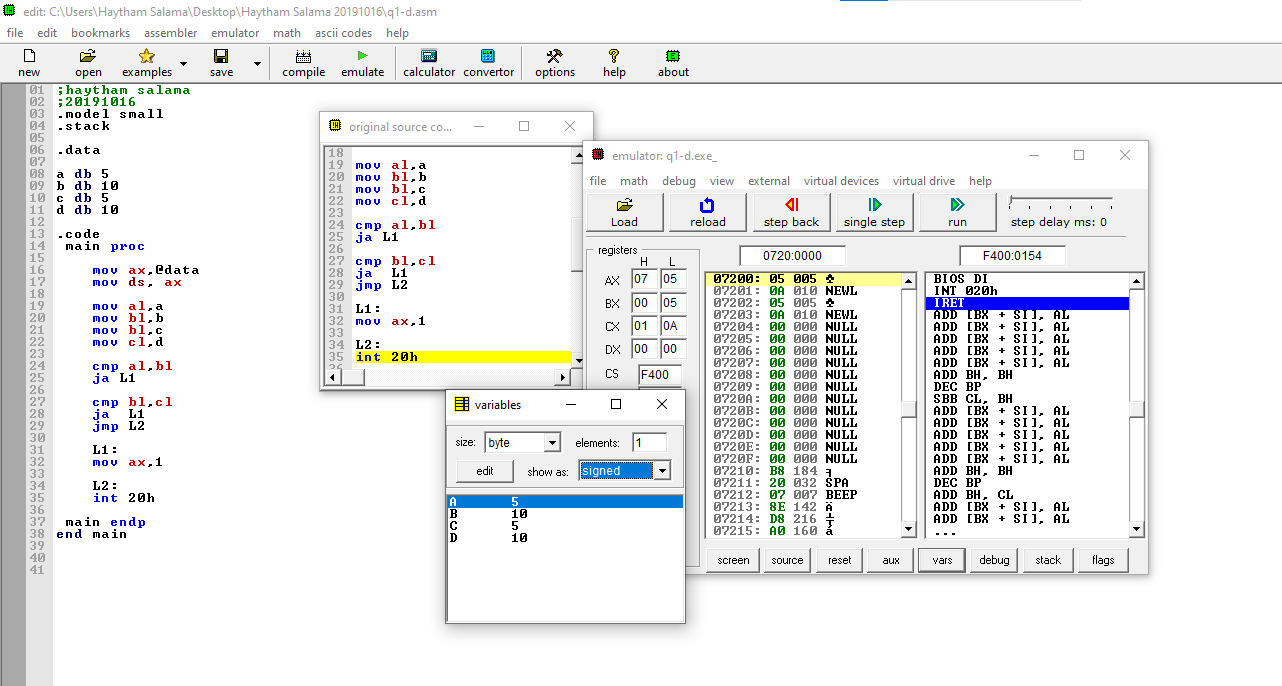 edit: C:\Users\Haytham Salama\Desktop\Haytham Salama 20191016\q1-d.asm
file edit bookmarks assembler emulator math ascii codes help
new open examples save compile emulate calculator convertor options help about
01 ;haytham salama
02 ;20191016
03 .model small
04 .stack
05
06 .data
07
08 a db 5
09 b db 10
10 c db 5
11 d db 10
12
13 .code
14 main proc
15
16 mov ax,@data
17 mov ds, ax
18
19 mov al,a
20 mov bl,b
21 mov bl,c
22 mov cl,d
23
24 cmp al,bl
25 ja L1
26
27 cmp bl,cl
28 ja L1
29 jmp L2
30
31 L1:
32 mov ax,1
33
34 L2:
35 int 20h
36
37 main endp
38 end main
39
40
41
original source co...
18
19 mov al,a
20 mov bl,b
21 mov bl,c
22 mov cl,d
23
24 cmp al,bl
25 ja L1
26
27 cmp bl,cl
28 ja L1
29 jmp L2
30
31 L1:
32 mov ax,1
33
34 L2:
35 int 20h
emulator: q1-d.exe_
file math debug view external virtual devices virtual drive help
Load reload step back single step run step delay ms: 0
registers
H L
AX 07 05
BX 00 05
CX 01 0A
DX 00 00
CS F400
0720:0000
07200: 05 005 ♣
07201: 0A 010 NEWL
07202: 05 005 ♣
07203: 0A 010 NEWL
07204: 00 000 NULL
07205: 00 000 NULL
07206: 00 000 NULL
07207: 00 000 NULL
07208: 00 000 NULL
07209: 00 000 NULL
0720A: 00 000 NULL
0720B: 00 000 NULL
0720C: 00 000 NULL
0720D: 00 000 NULL
0720E: 00 000 NULL
0720F: 00 000 NULL
07210: B8 184 ╕
07211: 20 032 SPA
07212: 07 007 BEEP
07213: 8E 142 Ä
07214: D8 216 ╪
07215: A0 160 á
F400:0154
BIOS DI
INT 020h
IRET
ADD [BX + SI], AL
ADD [BX + SI], AL
ADD [BX + SI], AL
ADD [BX + SI], AL
ADD [BX + SI], AL
ADD BH, BH
DEC BP
SBB CL, BH
ADD [BX + SI], AL
ADD [BX + SI], AL
ADD [BX + SI], AL
ADD [BX + SI], AL
ADD [BX + SI], AL
ADD BH, BH
DEC BP
ADD BH, CL
ADD [BX + SI], AL
ADD [BX + SI], AL
...
screen source reset aux vars debug stack flags
variables
size: byte elements: 1
edit show as: signed
A 5
B 10
C 5
D 10